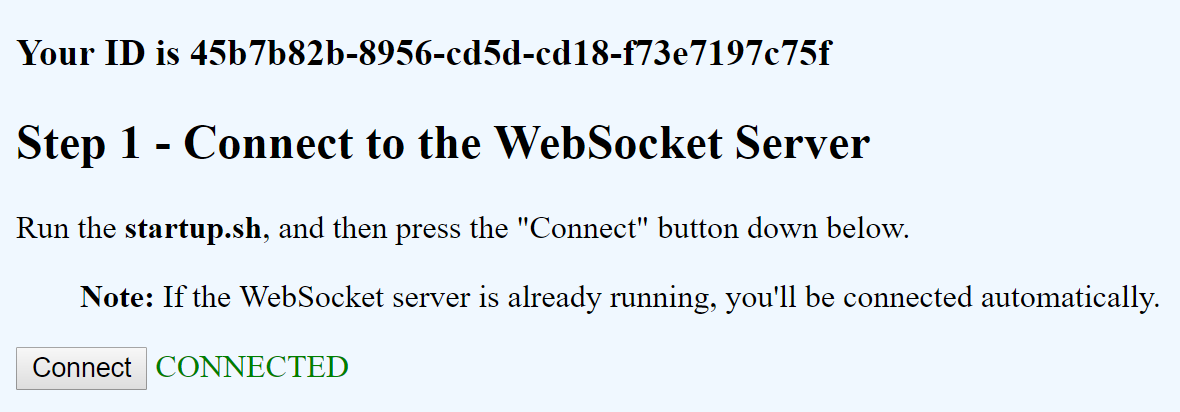 Your ID is 45b7b82b-8956-cd5d-cd18-f73e7197c75f
Step 1 - Connect to the WebSocket Server
Run the startup.sh, and then press the "Connect" button down below.
Note: If the WebSocket server is already running, you'll be connected automatically.
Connect CONNECTED